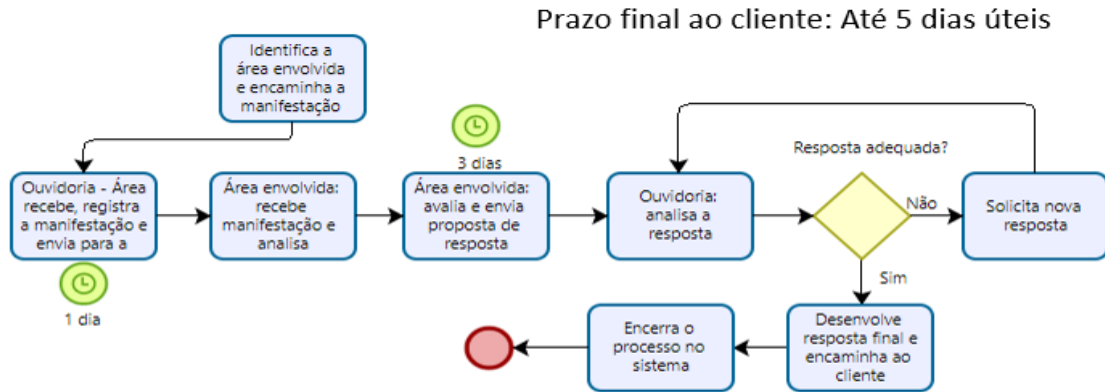 Prazo final ao cliente: Até 5 dias úteis
Identifica a
área envolvida
e encaminha a
manifestação
Ouvidoria - Área
recebe, registra
a manifestação e
envia para a
1 dia
Área envolvida:
recebe
manifestação e
analisa
3 dias
Área envolvida:
avalia e envia
proposta de
resposta
Ouvidoria:
analisa a
resposta
Resposta adequada?
Não
Solicita nova
resposta
Sim
Desenvolve
resposta final e
encaminha ao
cliente
Encerra o
processo no
sistema